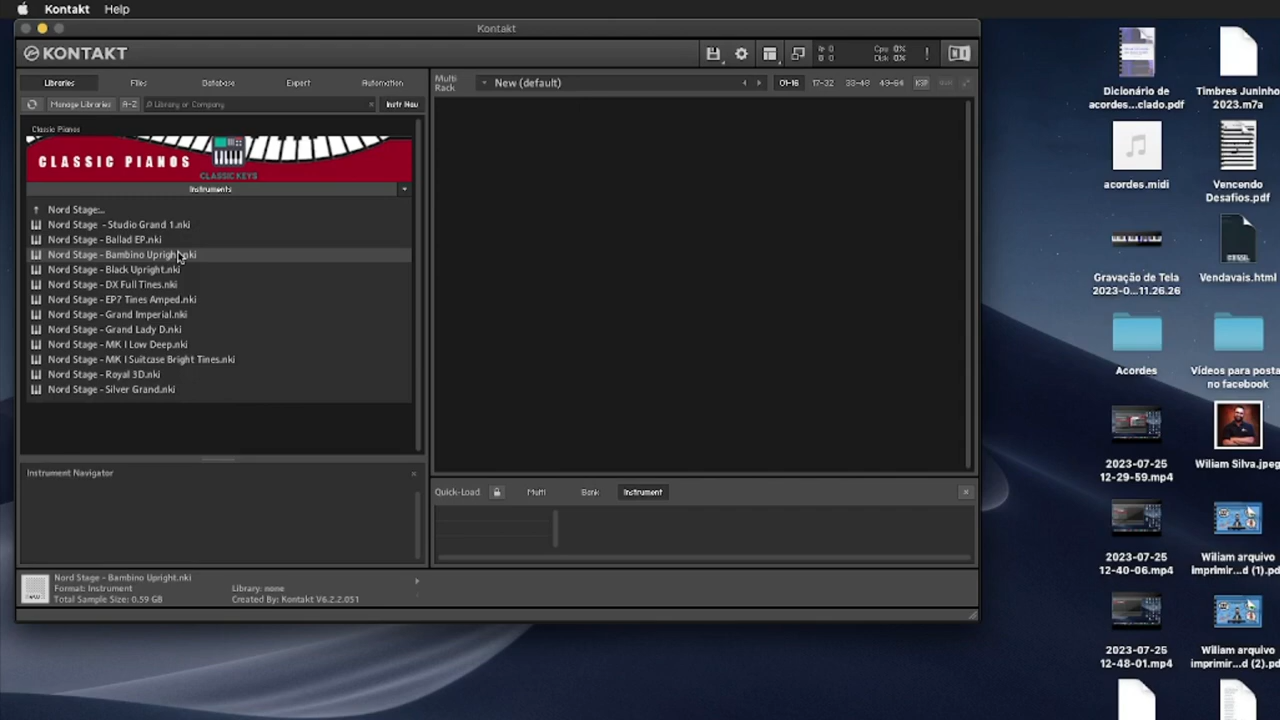 Kontakt Help
Kontakt
KONTAKT
Cpu 0%
Disk 0%
Libraries Files Database Expert Automation
Manage Libraries A-Z Library or Company Instr Nav
Multi
Rack
New (default)
01-16 17-32 33-48 49-64 KSP
Classic Pianos
CLASSIC PIANOS
CLASSIC KEYS
Instruments
Nord Stage:..
Nord Stage - Studio Grand 1.nki
Nord Stage - Ballad EP.nki
Nord Stage - Bambino Upright.nki
Nord Stage - Black Upright.nki
Nord Stage - DX Full Tines.nki
Nord Stage - EP7 Tines Amped.nki
Nord Stage - Grand Imperial.nki
Nord Stage - Grand Lady D.nki
Nord Stage - MK I Low Deep.nki
Nord Stage - MK I Suitcase Bright Tines.nki
Nord Stage - Royal 3D.nki
Nord Stage - Silver Grand.nki
Instrument Navigator
Quick-Load Multi Bank Instrument
Nord Stage - Bambino Upright.nki
Format: Instrument
Total Sample Size: 0.59 GB
Library: none
Created By: Kontakt V6.2.2.051
Dicionário de
acordes...clado.pdf
Timbres Juninho
2023.m7a
acordes.midi
Vencendo
Desafios.pdf
Gravação de Tela
2023-0...11.26.26
Vendavais.html
Acordes
Vídeos para posta
no facebook
2023-07-25
12-29-59.mp4
Wiliam Silva.jpeg
2023-07-25
12-40-06.mp4
Wiliam arquivo
imprimir...d (1).pd
2023-07-25
12-48-01.mp4
Wiliam arquivo
imprimir...d (2).pd